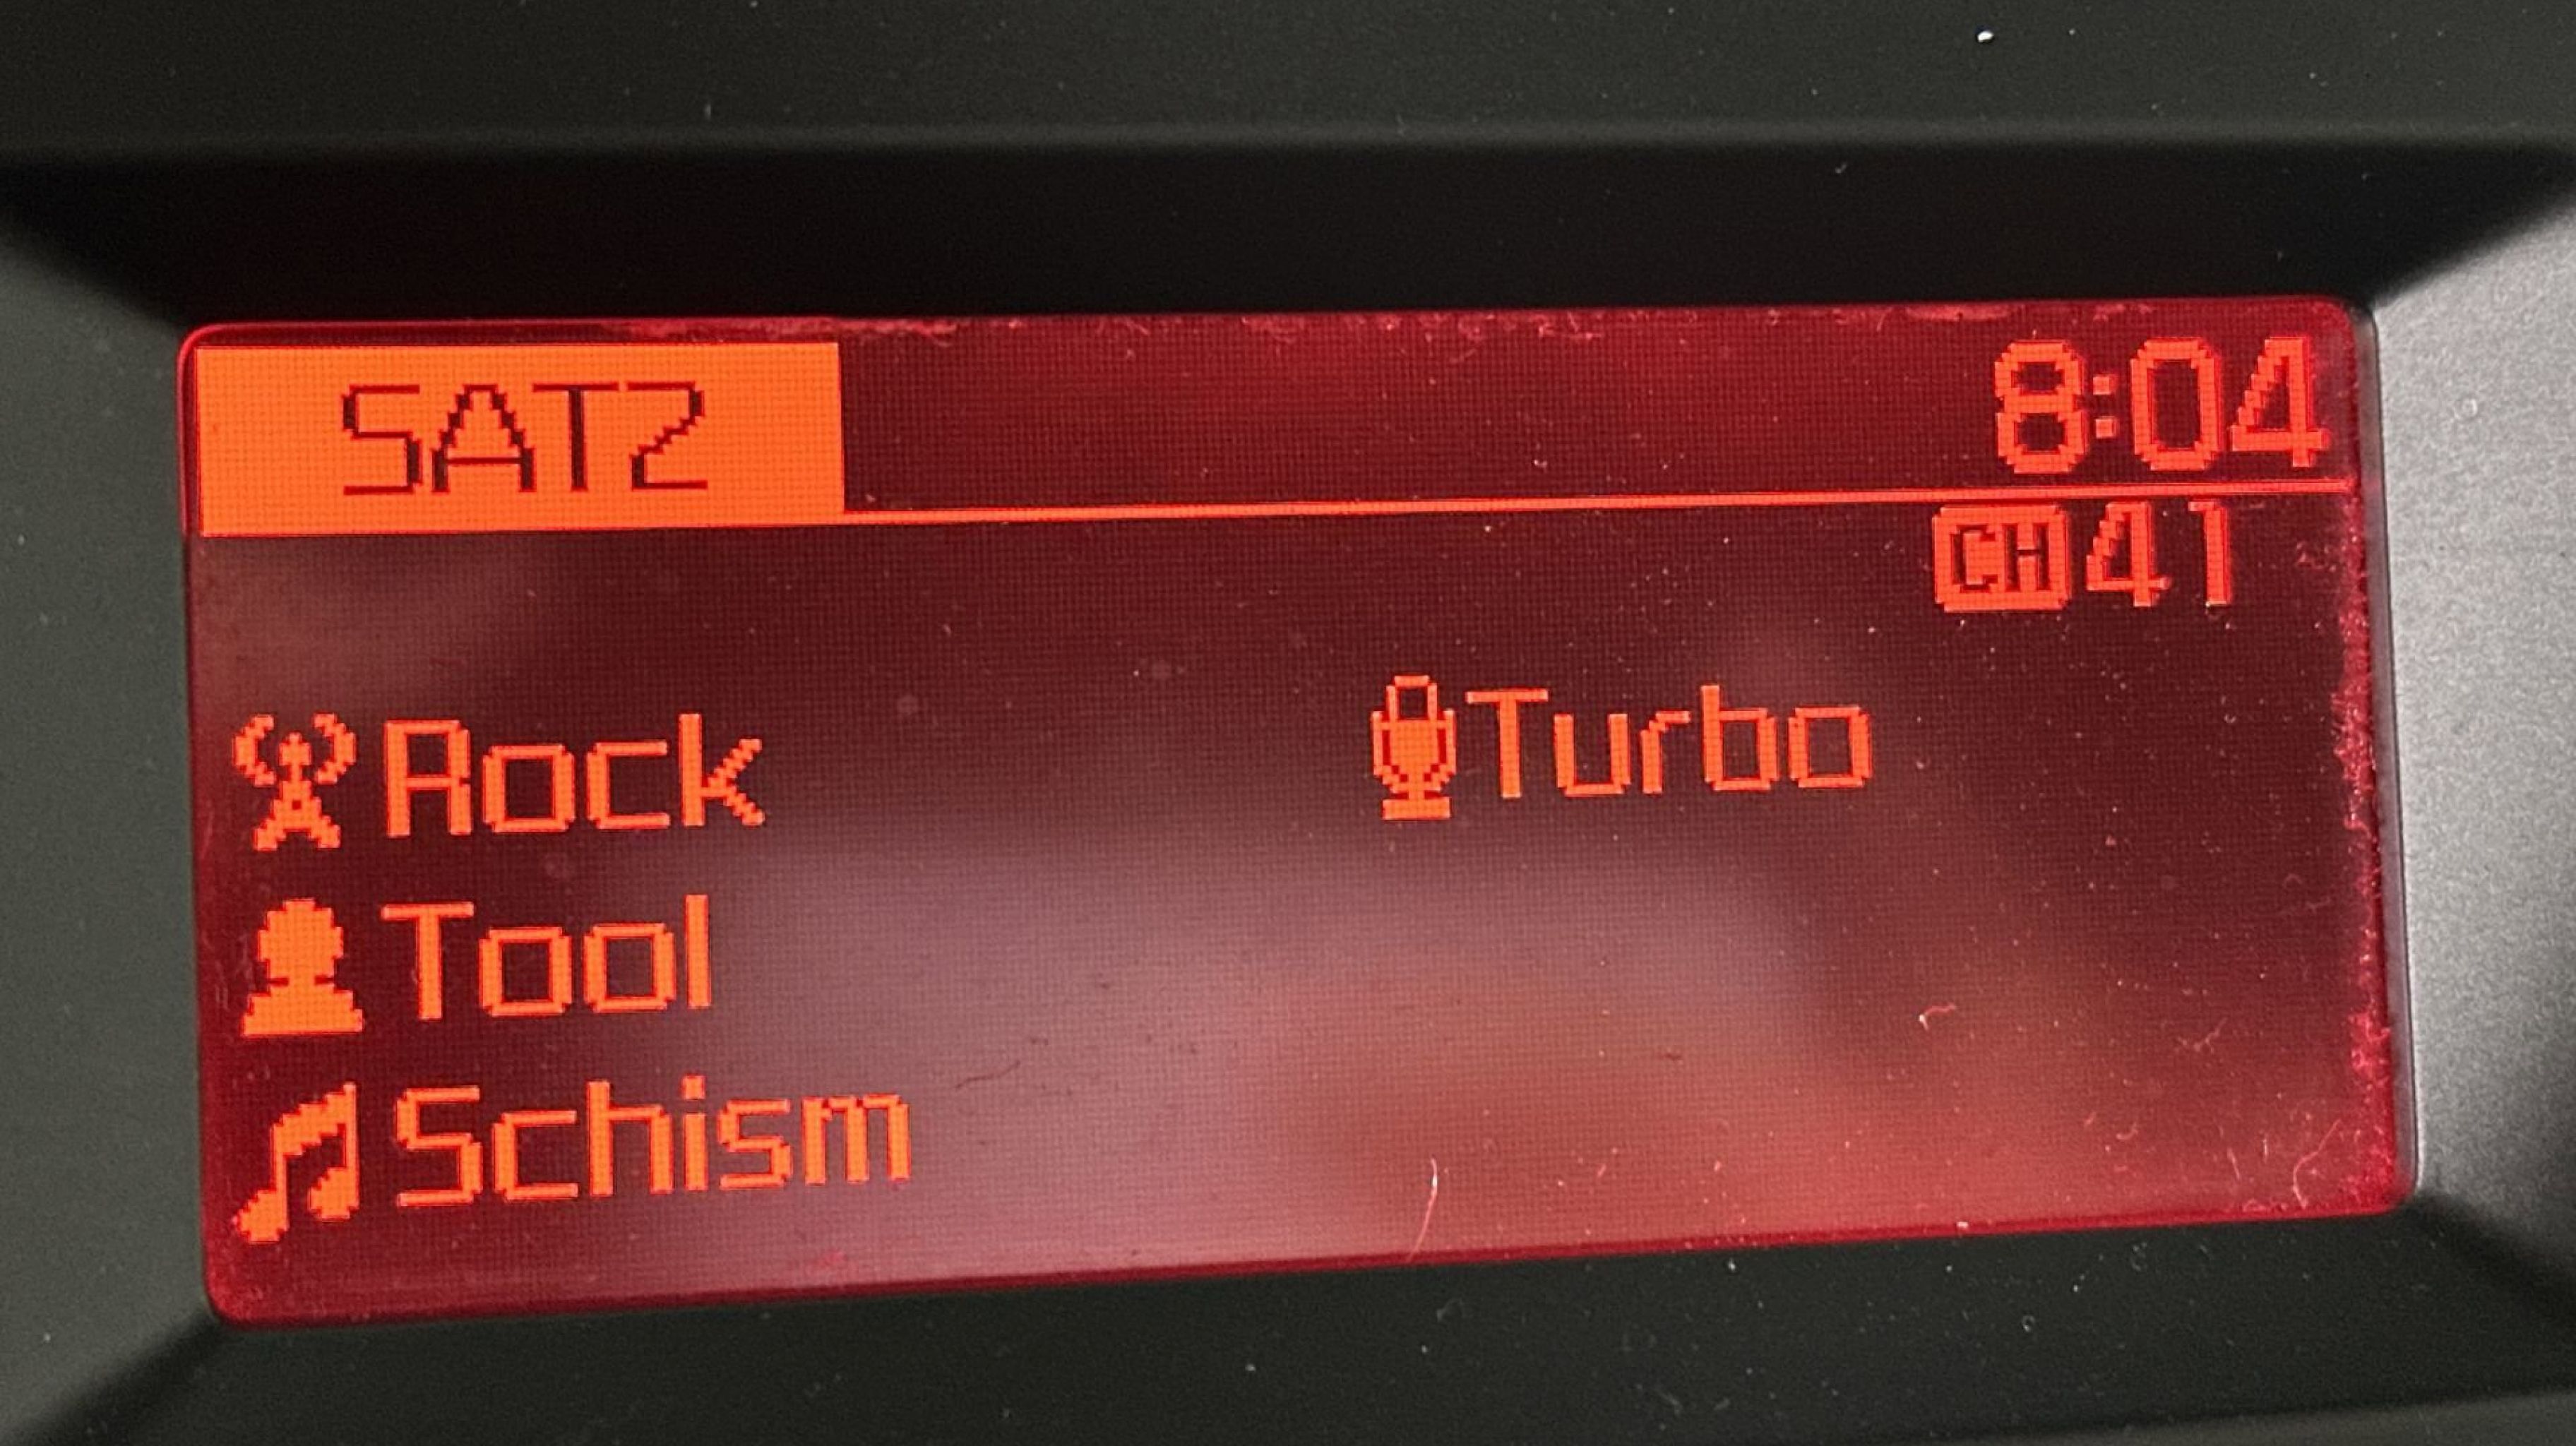 SAT2 8:04
CH 41
Rock Turbo
Tool
Schism